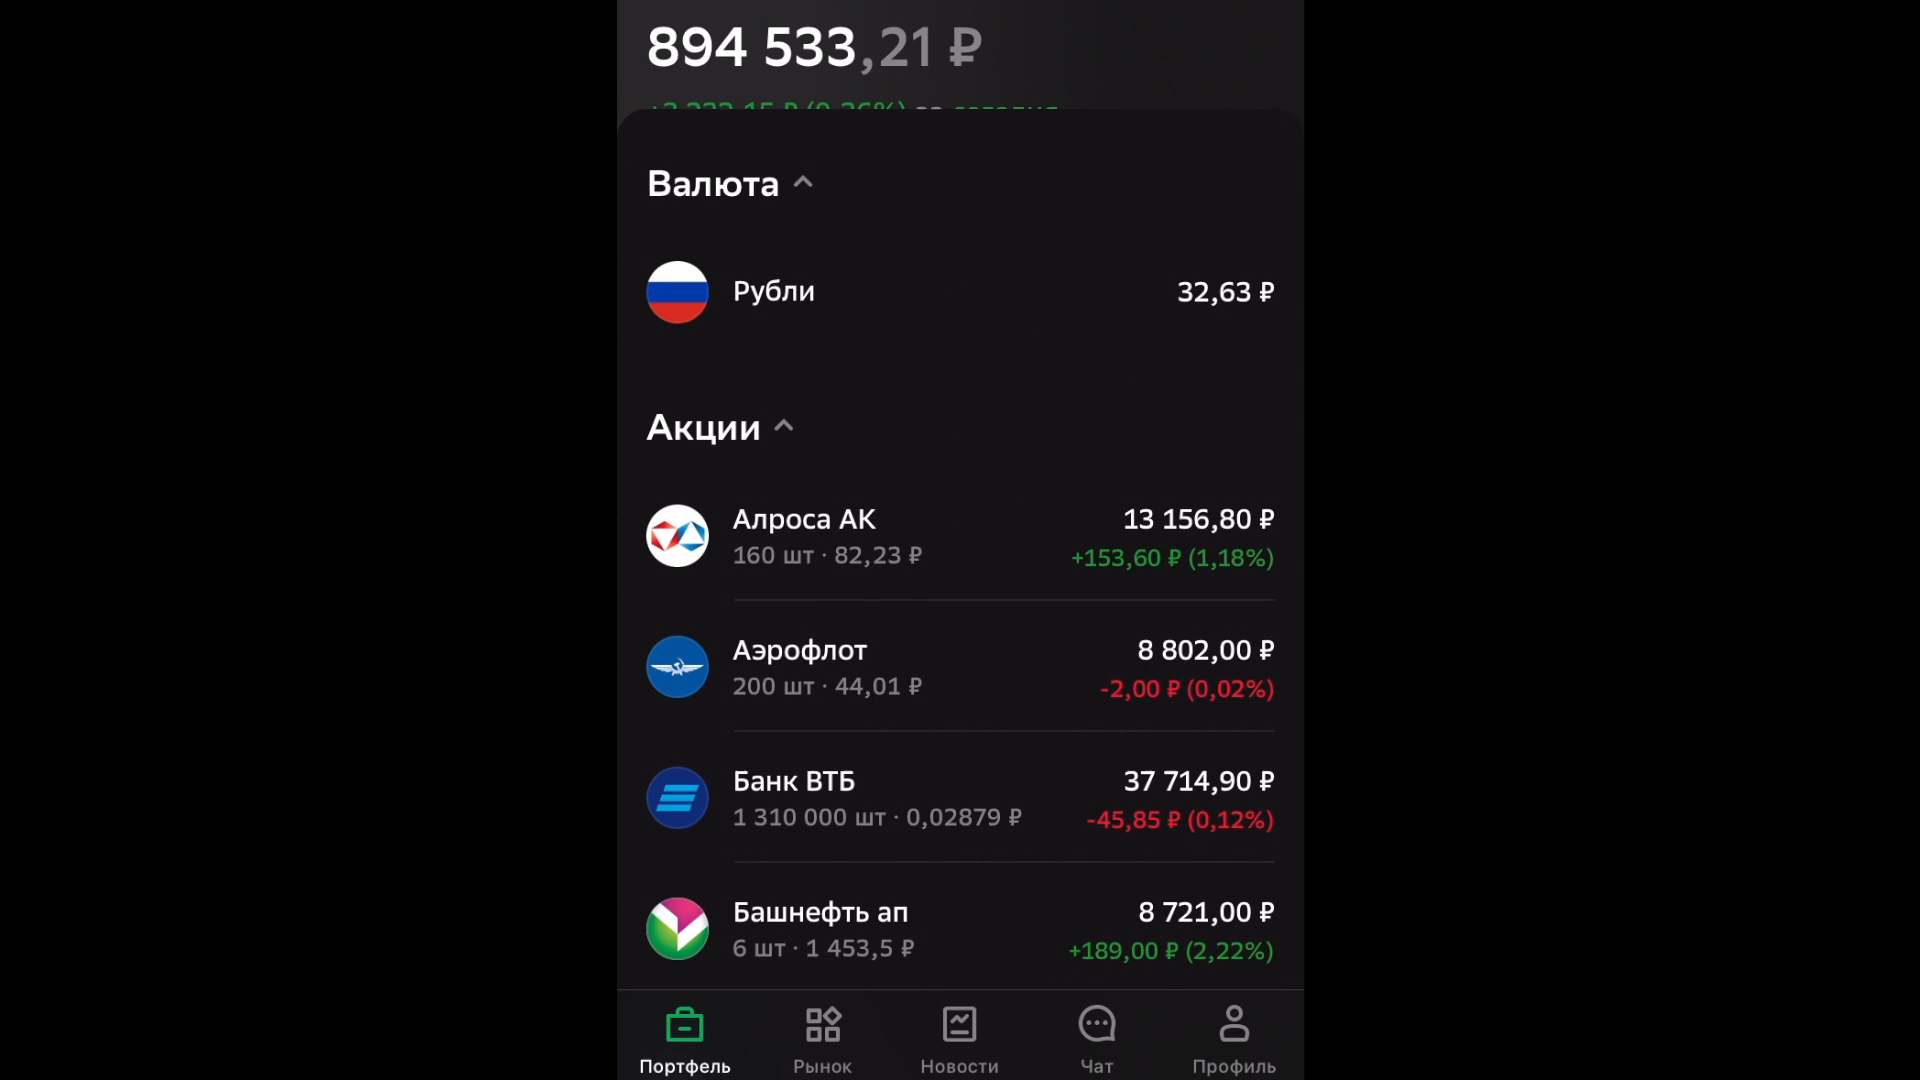 894 533,21 ₽
Валюта
Рубли
32,63 ₽
Акции
Алроса АК
13 156,80 ₽
160 шт · 82,23 ₽
+153,60 ₽ (1,18%)
Аэрофлот
8 802,00 ₽
200 шт · 44,01 ₽
-2,00 ₽ (0,02%)
Банк ВТБ
37 714,90 ₽
1 310 000 шт · 0,02879 ₽
-45,85 ₽ (0,12%)
Башнефть ап
8 721,00 ₽
6 шт · 1 453,5 ₽
+189,00 ₽ (2,22%)
Портфель
Рынок
Новости
Чат
Профиль